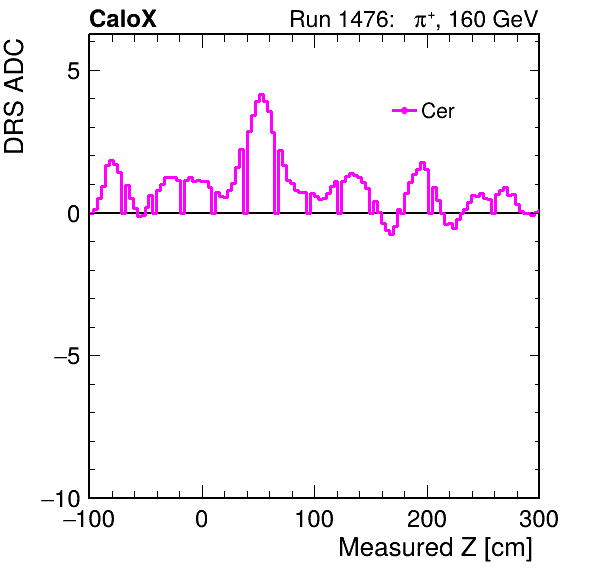 CaloX Run 1476: π+, 160 GeV
DRS ADC
Cer
5
0
−5
−10
−100 0 100 200 300
Measured Z [cm]